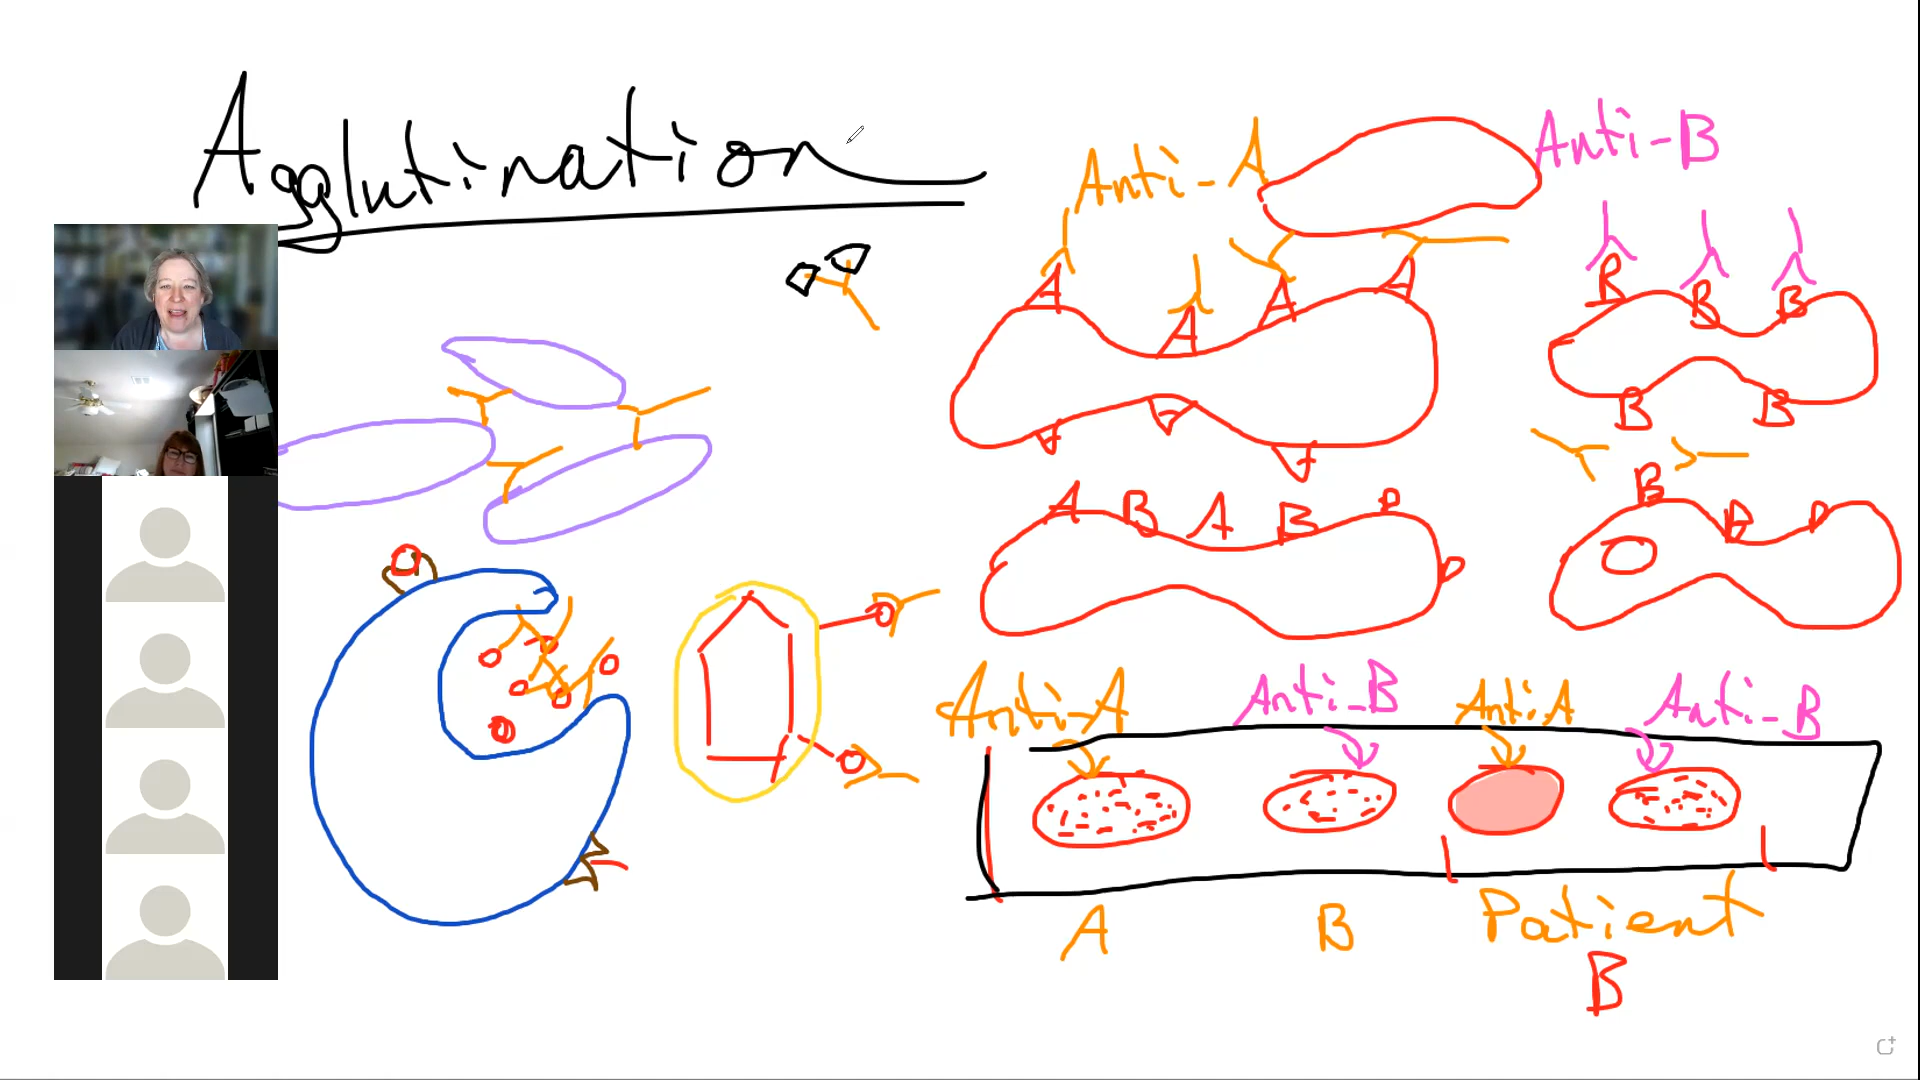 Agglutination
Anti-A
Anti-B
A A A A
B B B
B B
A B A B
B
Anti-A Anti-B Anti A Anti-B
A B Patient
B